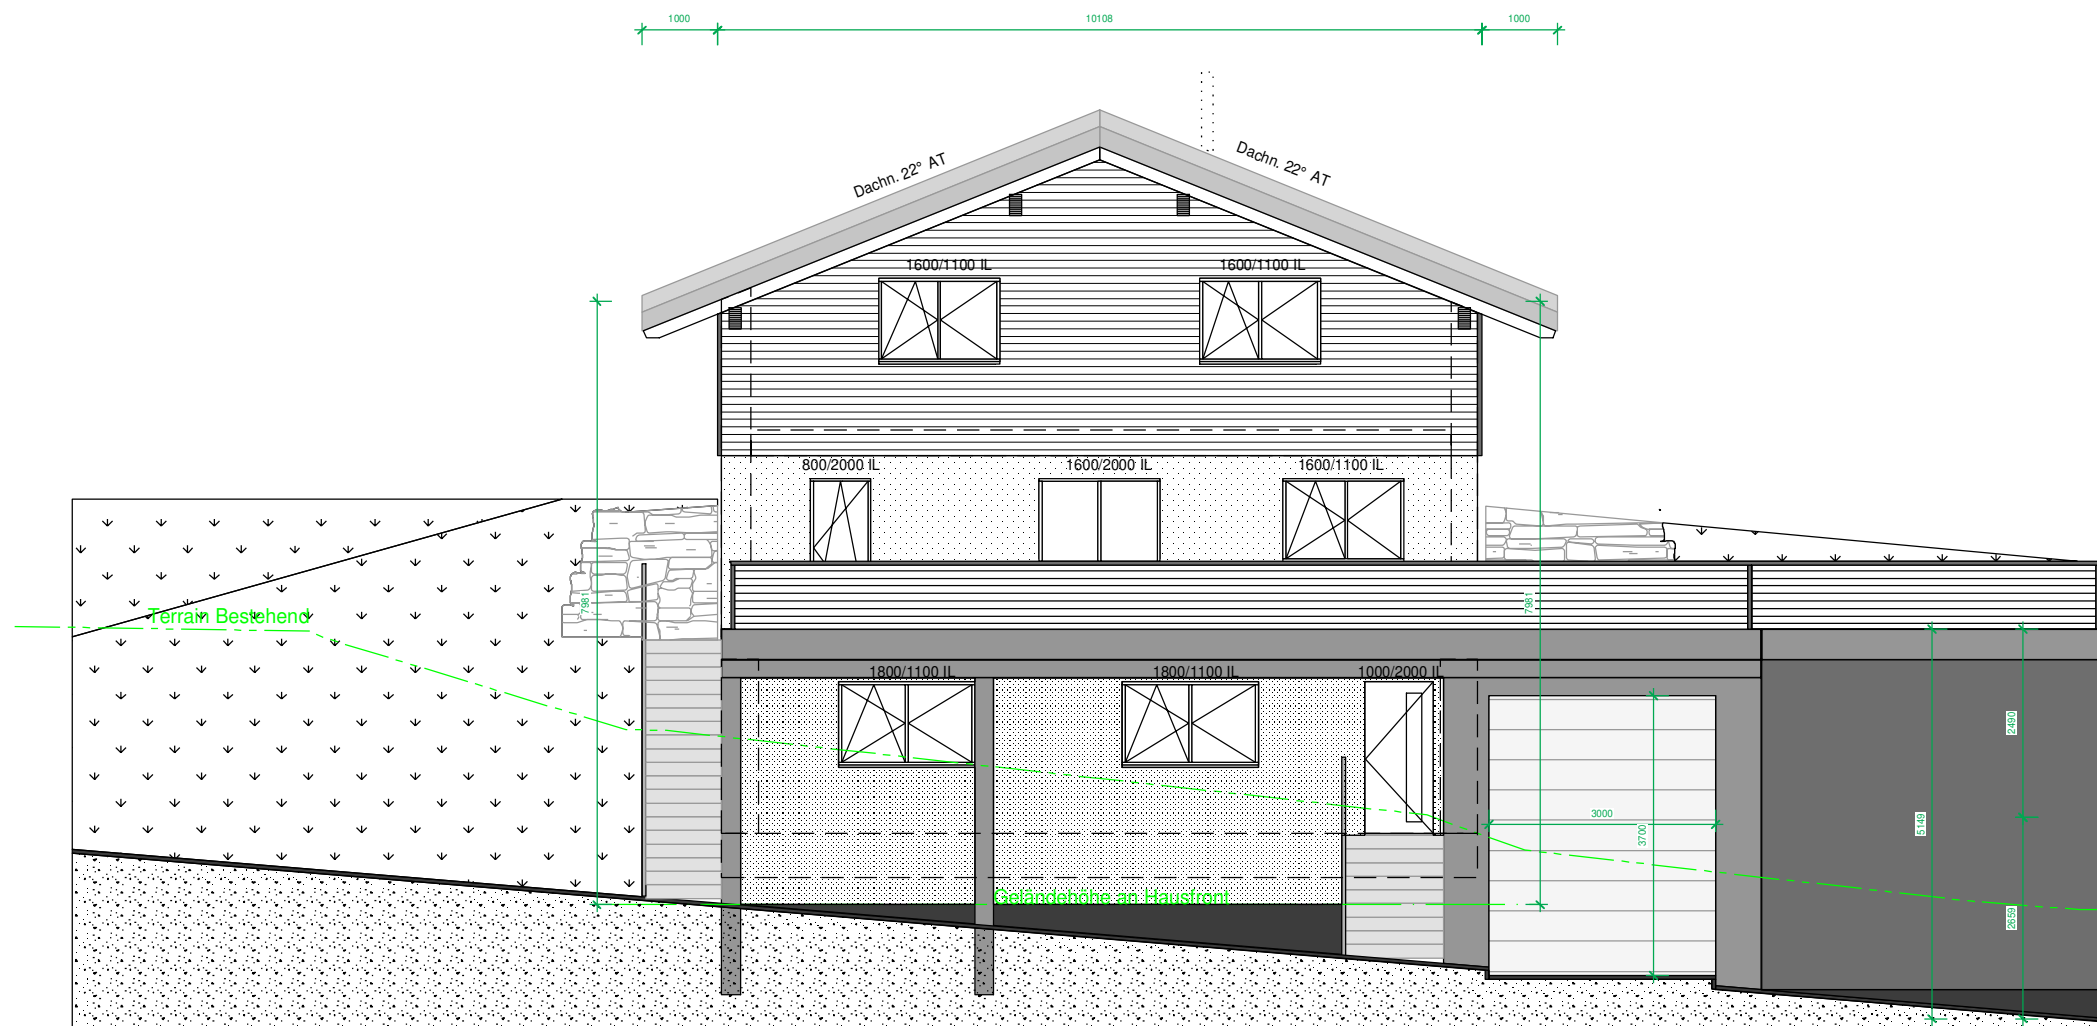 1000
10108
1000
Dachn. 22° AT
Dachn. 22° AT
1600/1100 IL
1600/1100 IL
800/2000 IL
1600/2000 IL
1600/1100 IL
7981
7981
Terrain Bestehend
1800/1100 IL
1800/1100 IL
1000/2000 IL
2490
3000
3700
5149
Geländehöhe an Hausfront
2659